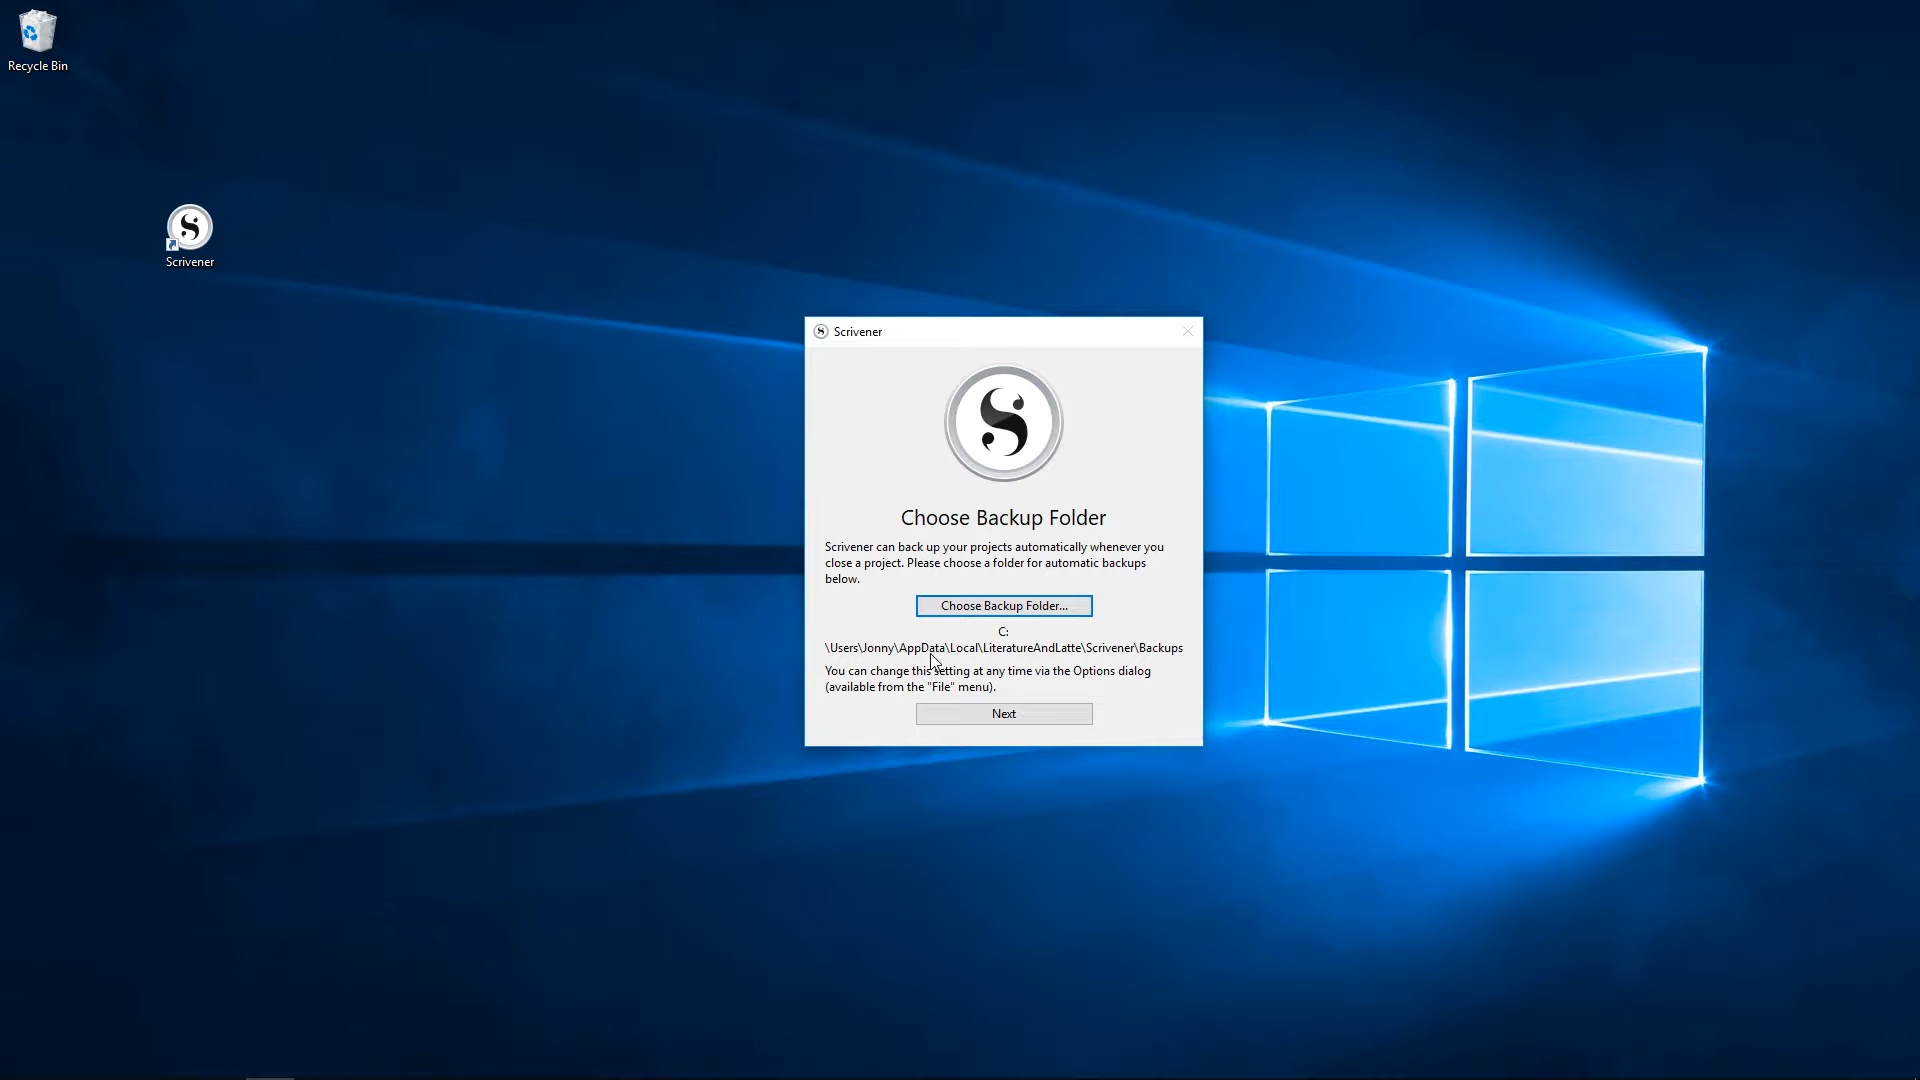 Recycle Bin
Scrivener
Scrivener
Choose Backup Folder
Scrivener can back up your projects automatically whenever you
close a project. Please choose a folder for automatic backups
below.
Choose Backup Folder...
C:
\Users\Jonny\AppData\Local\LiteratureAndLatte\Scrivener\Backups
You can change this setting at any time via the Options dialog
(available from the "File" menu).
Next